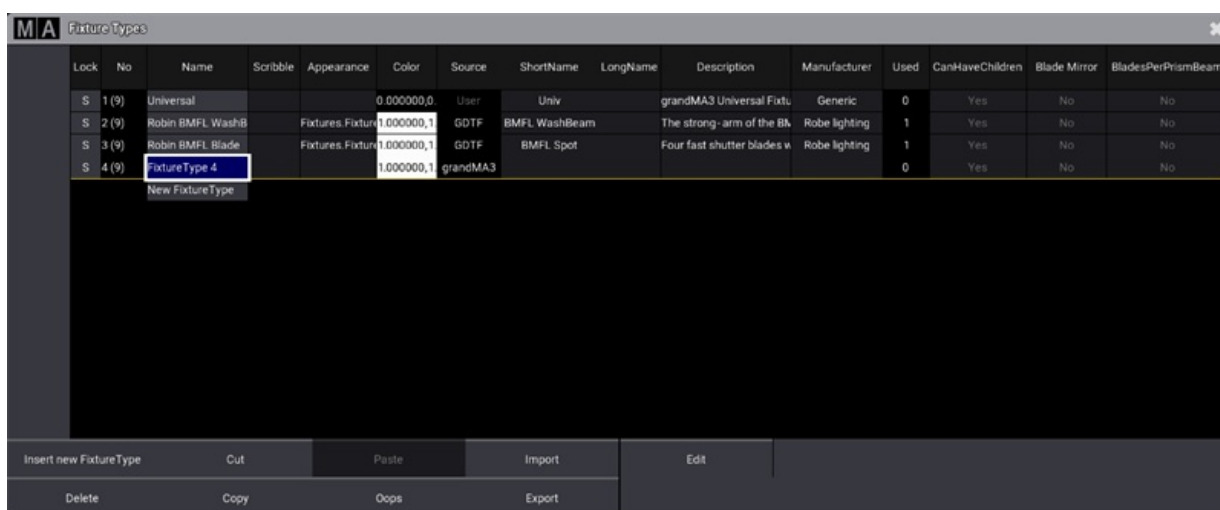 MA Fixture Types
Lock No Name Scribble Appearance Color Source ShortName LongName Description Manufacturer Used CanHaveChildren Blade Mirror BladesPerPrismBeam
S 1 (9) Universal 0.000000,0. User Univ grandMA3 Universal Fixtu Generic 0 Yes No No
S 2 (9) Robin BMFL WashB Fixtures.Fixture 1.000000,1. GDTF BMFL WashBeam The strong-arm of the BM Robe lighting 1 Yes No No
S 3 (9) Robin BMFL Blade Fixtures.Fixture 1.000000,1. GDTF BMFL Spot Four fast shutter blades w Robe lighting 1 Yes No No
S 4 (9) FixtureType 4 1.000000,1. grandMA3 0 Yes No No
New FixtureType
Insert new FixtureType Cut Paste Import Edit
Delete Copy Oops Export